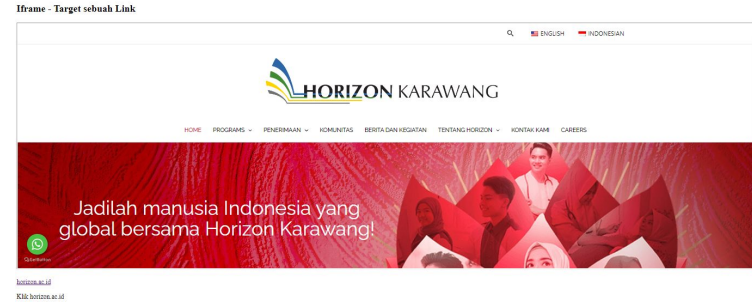 Iframe - Target sebuah Link
ENGLISH INDONESIAN
HORIZON KARAWANG
HOME PROGRAMS PENERIMAAN KOMUNITAS BERITA DAN KEGIATAN TENTANG HORIZON KONTAK KAMI CAREERS
Jadilah manusia Indonesia yang
global bersama Horizon Karawang!
horizon.ac.id
Klik horizon.ac.id